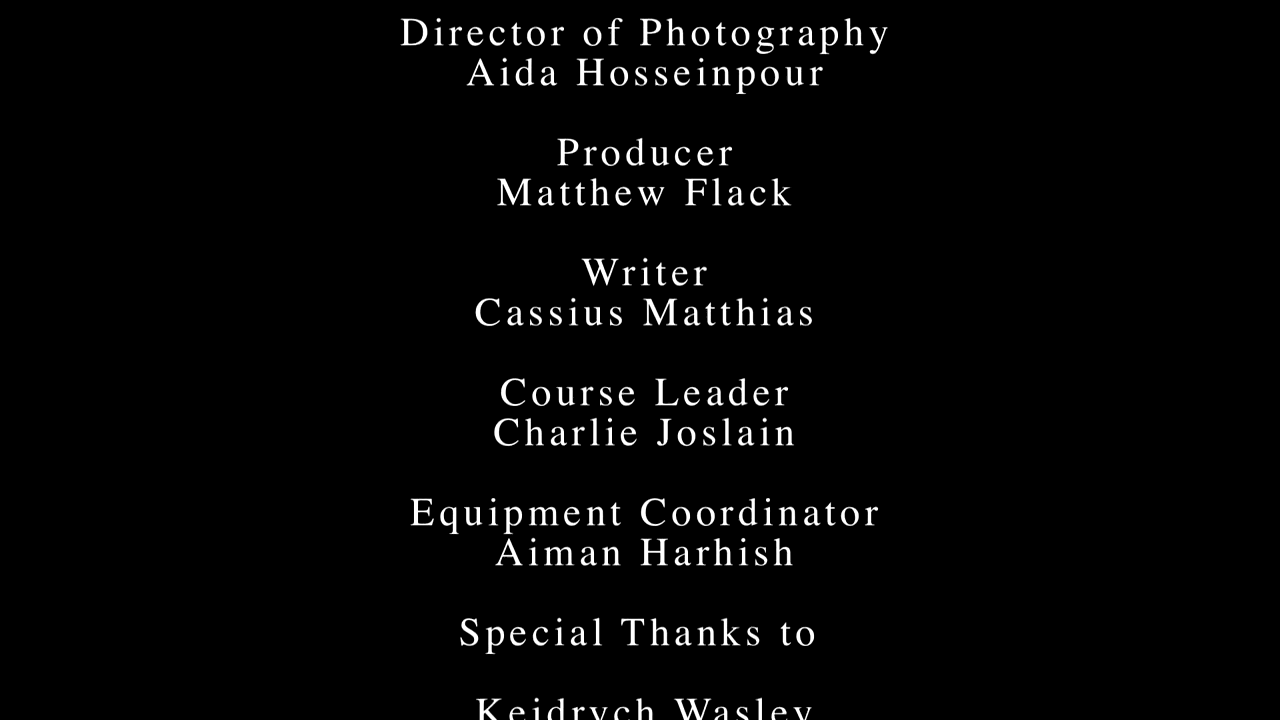 Director of Photography
Aida Hosseinpour
Producer
Matthew Flack
Writer
Cassius Matthias
Course Leader
Charlie Joslain
Equipment Coordinator
Aiman Harhish
Special Thanks to
Keidrych Wasley